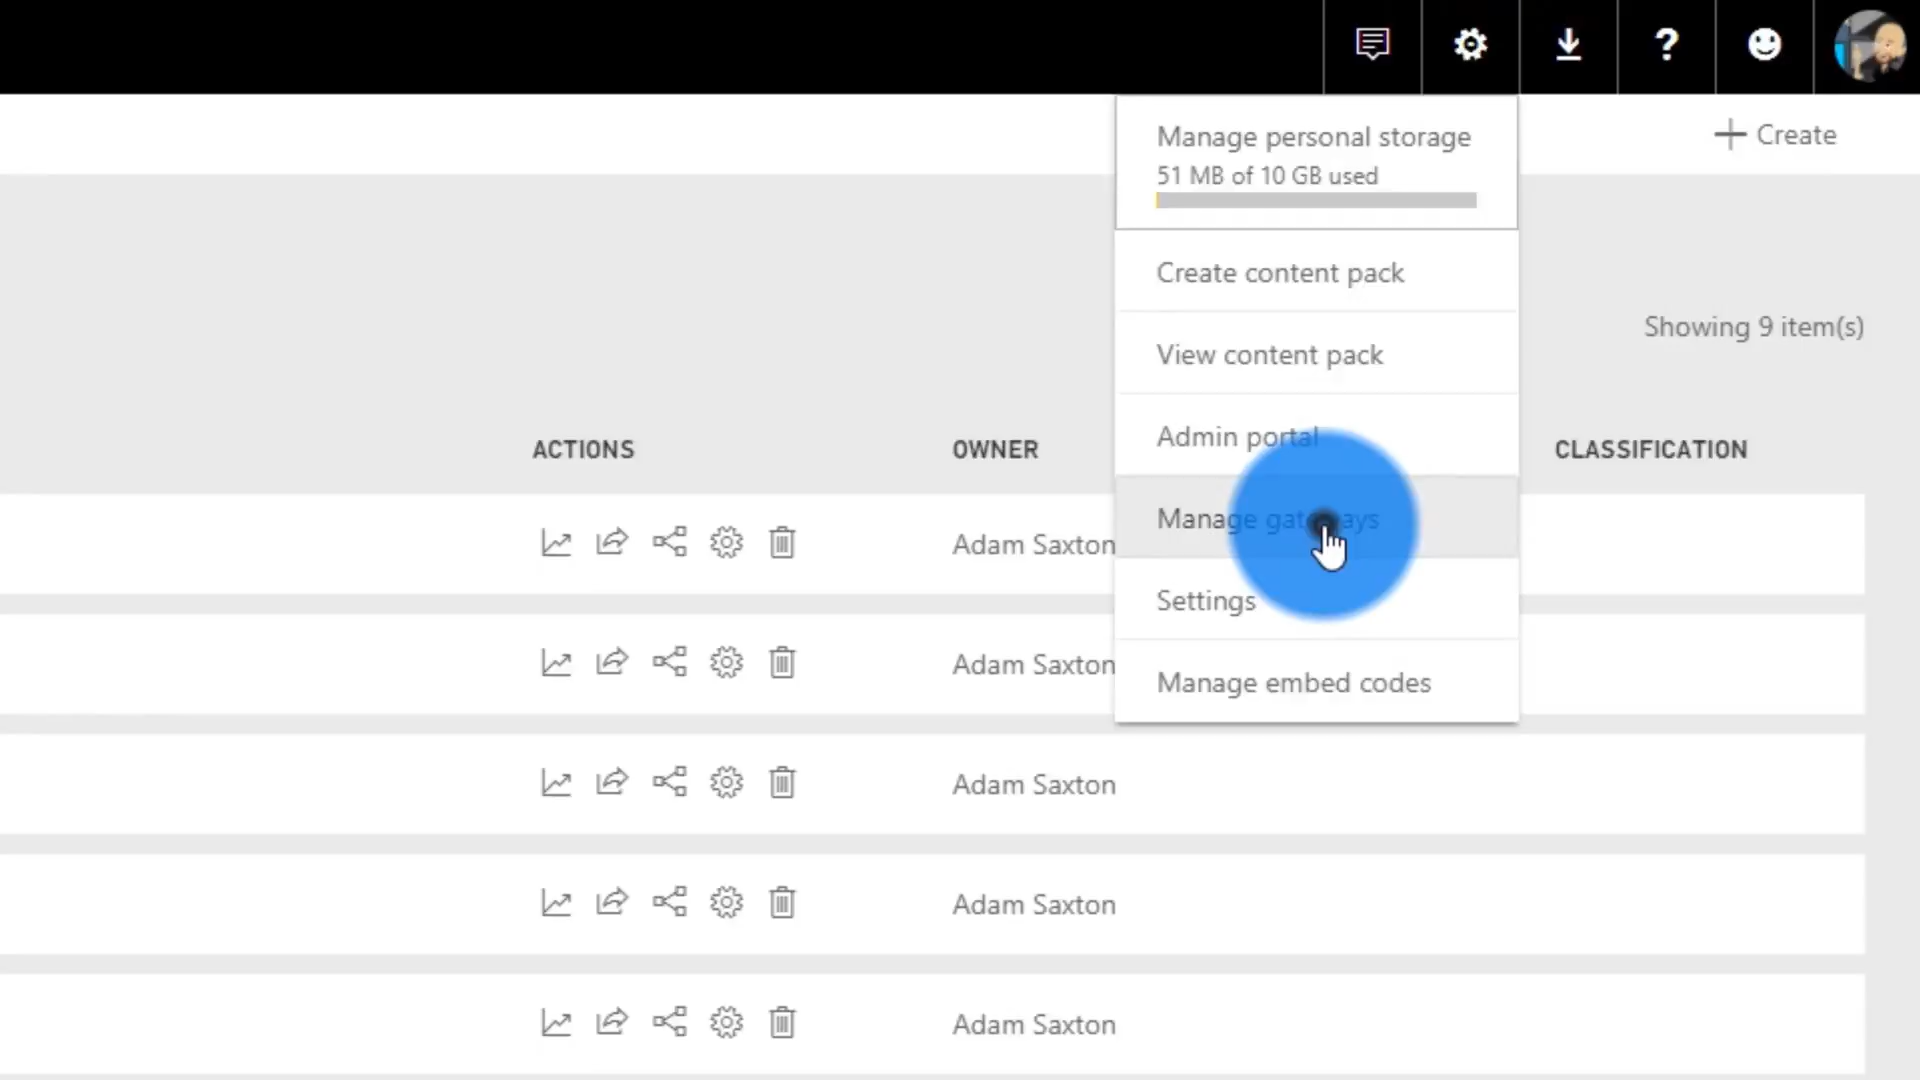 Manage personal storage
51 MB of 10 GB used
Create
Create content pack
Showing 9 item(s)
View content pack
Admin portal
ACTIONS
OWNER
CLASSIFICATION
Manage gateways
Adam Saxton
Settings
Adam Saxton
Manage embed codes
Adam Saxton
Adam Saxton
Adam Saxton